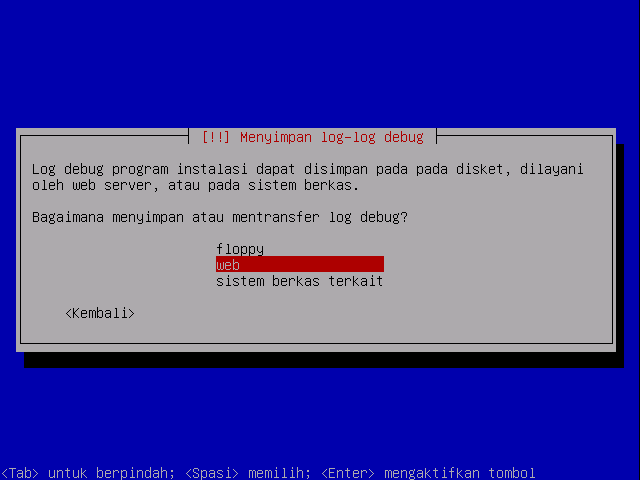 [!!] Menyimpan log-log debug
Log debug program instalasi dapat disimpan pada pada disket, dilayani
oleh web server, atau pada sistem berkas.
Bagaimana menyimpan atau mentransfer log debug?
floppy
web
sistem berkas terkait
<Kembali>
<Tab> untuk berpindah; <Spasi> memilih; <Enter> mengaktifkan tombol